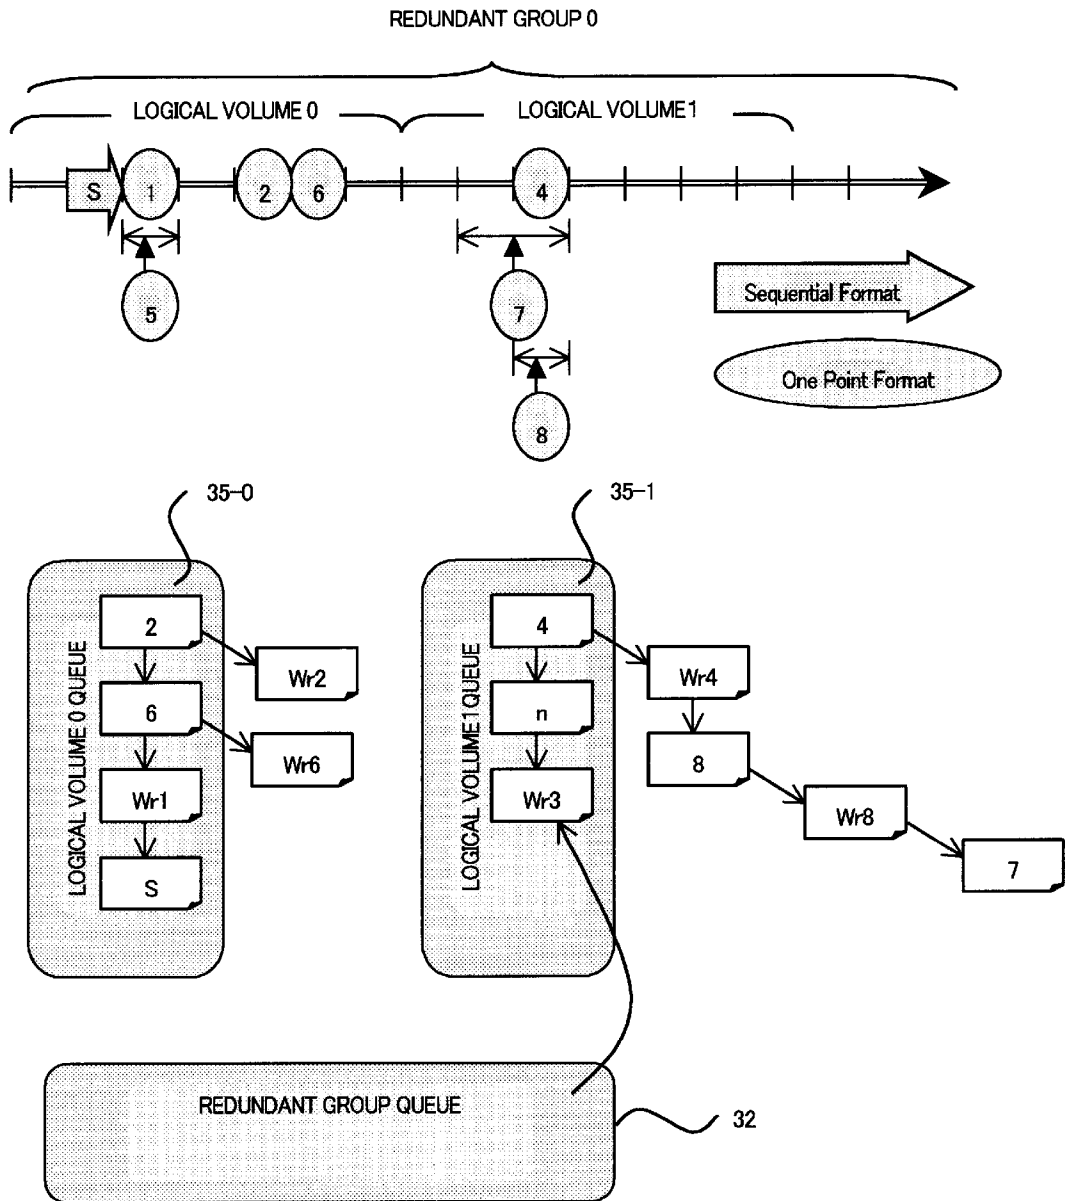 REDUNDANT GROUP 0
LOGICAL VOLUME 0
LOGICAL VOLUME 1
S
1
2
6
4
5
7
8
Sequential Format
One Point Format
35-0
35-1
LOGICAL VOLUME 0 QUEUE
2
Wr2
6
Wr6
Wr1
S
LOGICAL VOLUME 1 QUEUE
4
Wr4
n
8
Wr3
Wr8
7
REDUNDANT GROUP QUEUE
32